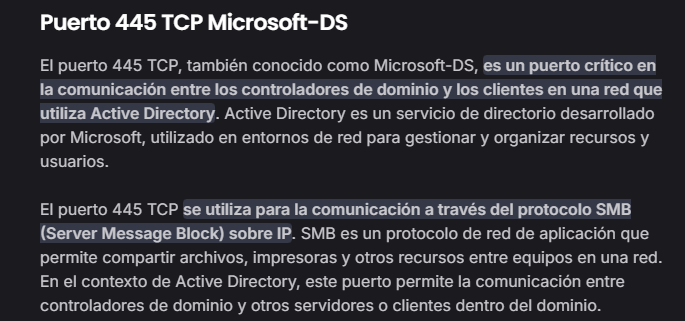 Puerto 445 TCP Microsoft-DS
El puerto 445 TCP, también conocido como Microsoft-DS, es un puerto crítico en
la comunicación entre los controladores de dominio y los clientes en una red que
utiliza Active Directory. Active Directory es un servicio de directorio desarrollado
por Microsoft, utilizado en entornos de red para gestionar y organizar recursos y
usuarios.
El puerto 445 TCP se utiliza para la comunicación a través del protocolo SMB
(Server Message Block) sobre IP. SMB es un protocolo de red de aplicación que
permite compartir archivos, impresoras y otros recursos entre equipos en una red.
En el contexto de Active Directory, este puerto permite la comunicación entre
controladores de dominio y otros servidores o clientes dentro del dominio.